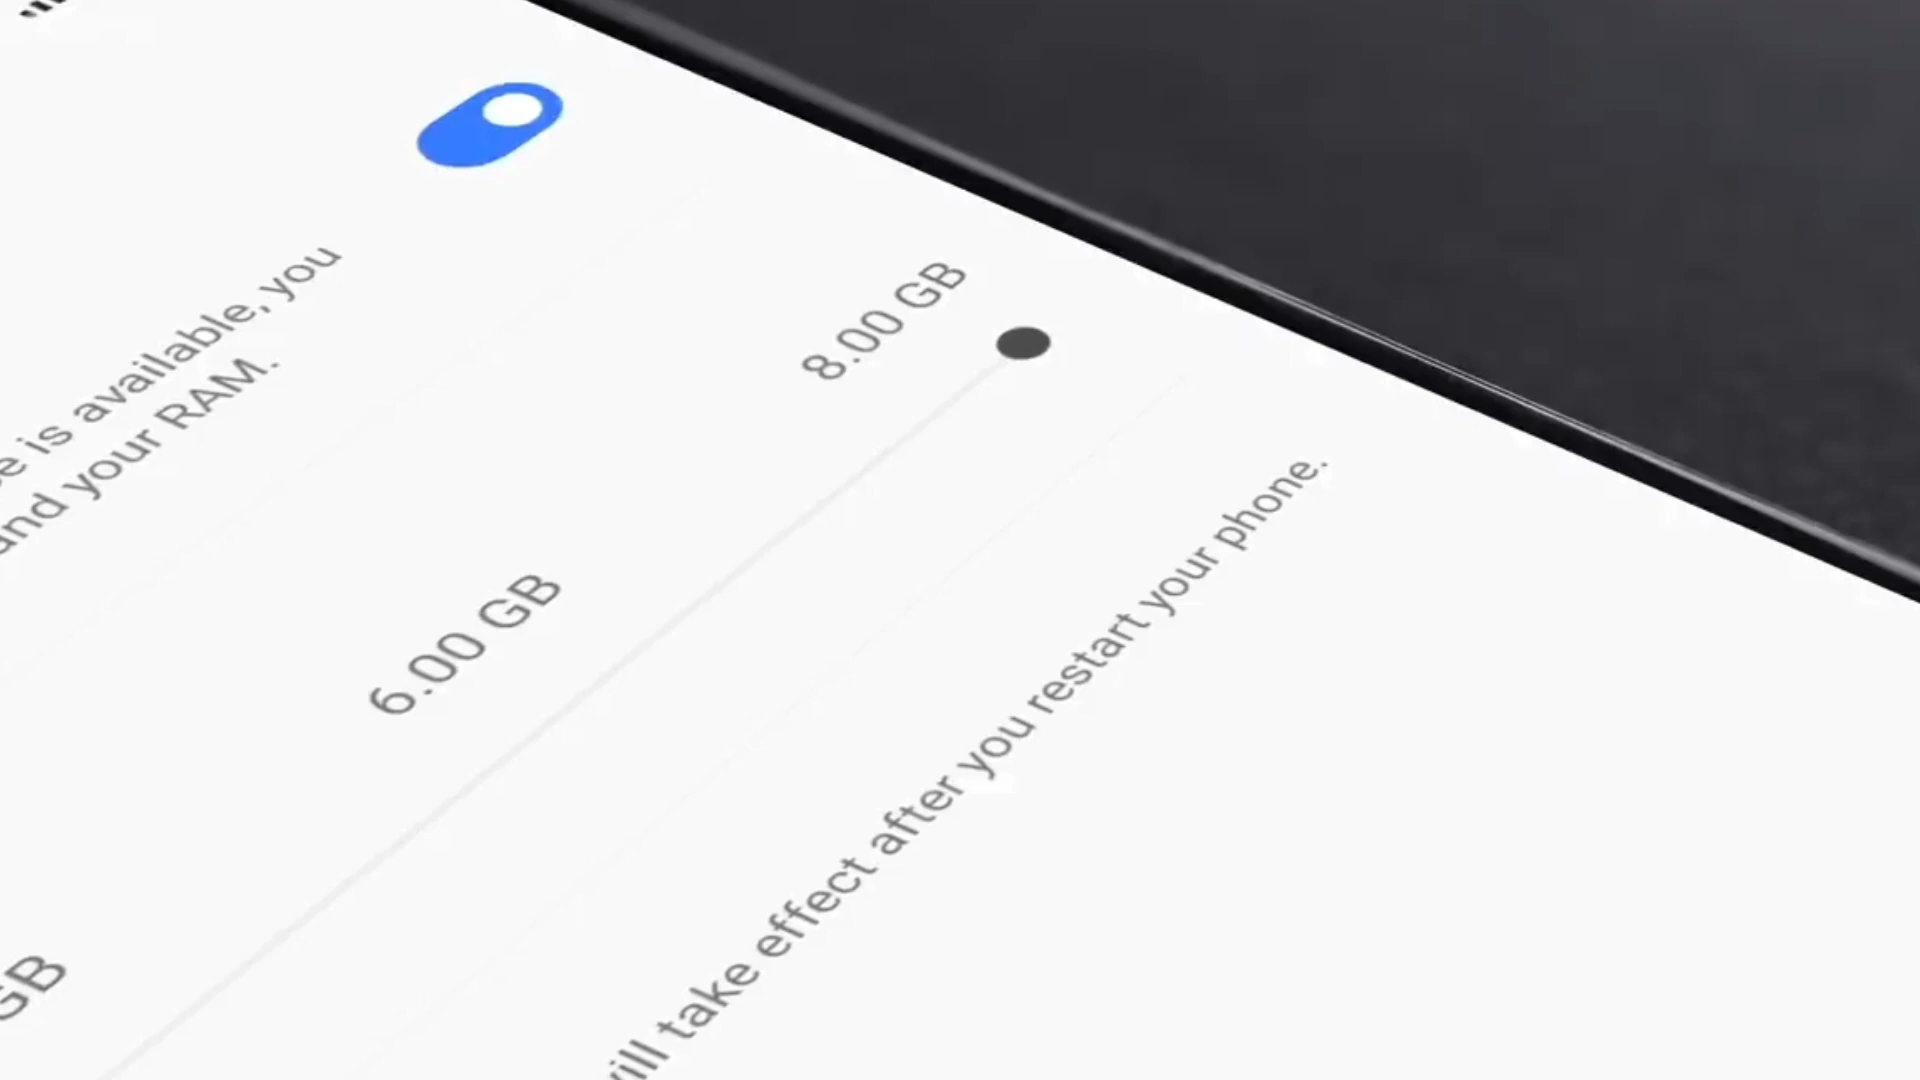 is available, you
and your RAM.
GB
6.00 GB
8.00 GB
will take effect after you restart your phone.